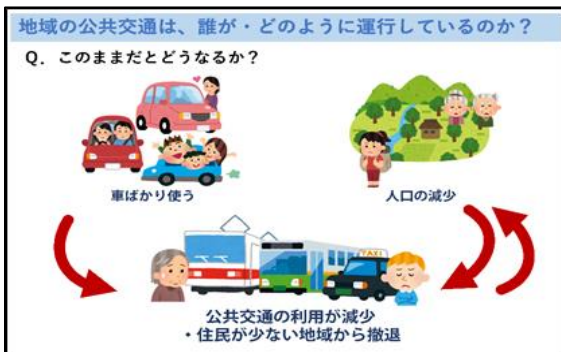 地域の公共交通は、誰が・どのように運行しているのか？
Q. このままだとどうなるか？
車ばかり使う
人口の減少
TAXI
公共交通の利用が減少
・住民が少ない地域から撤退